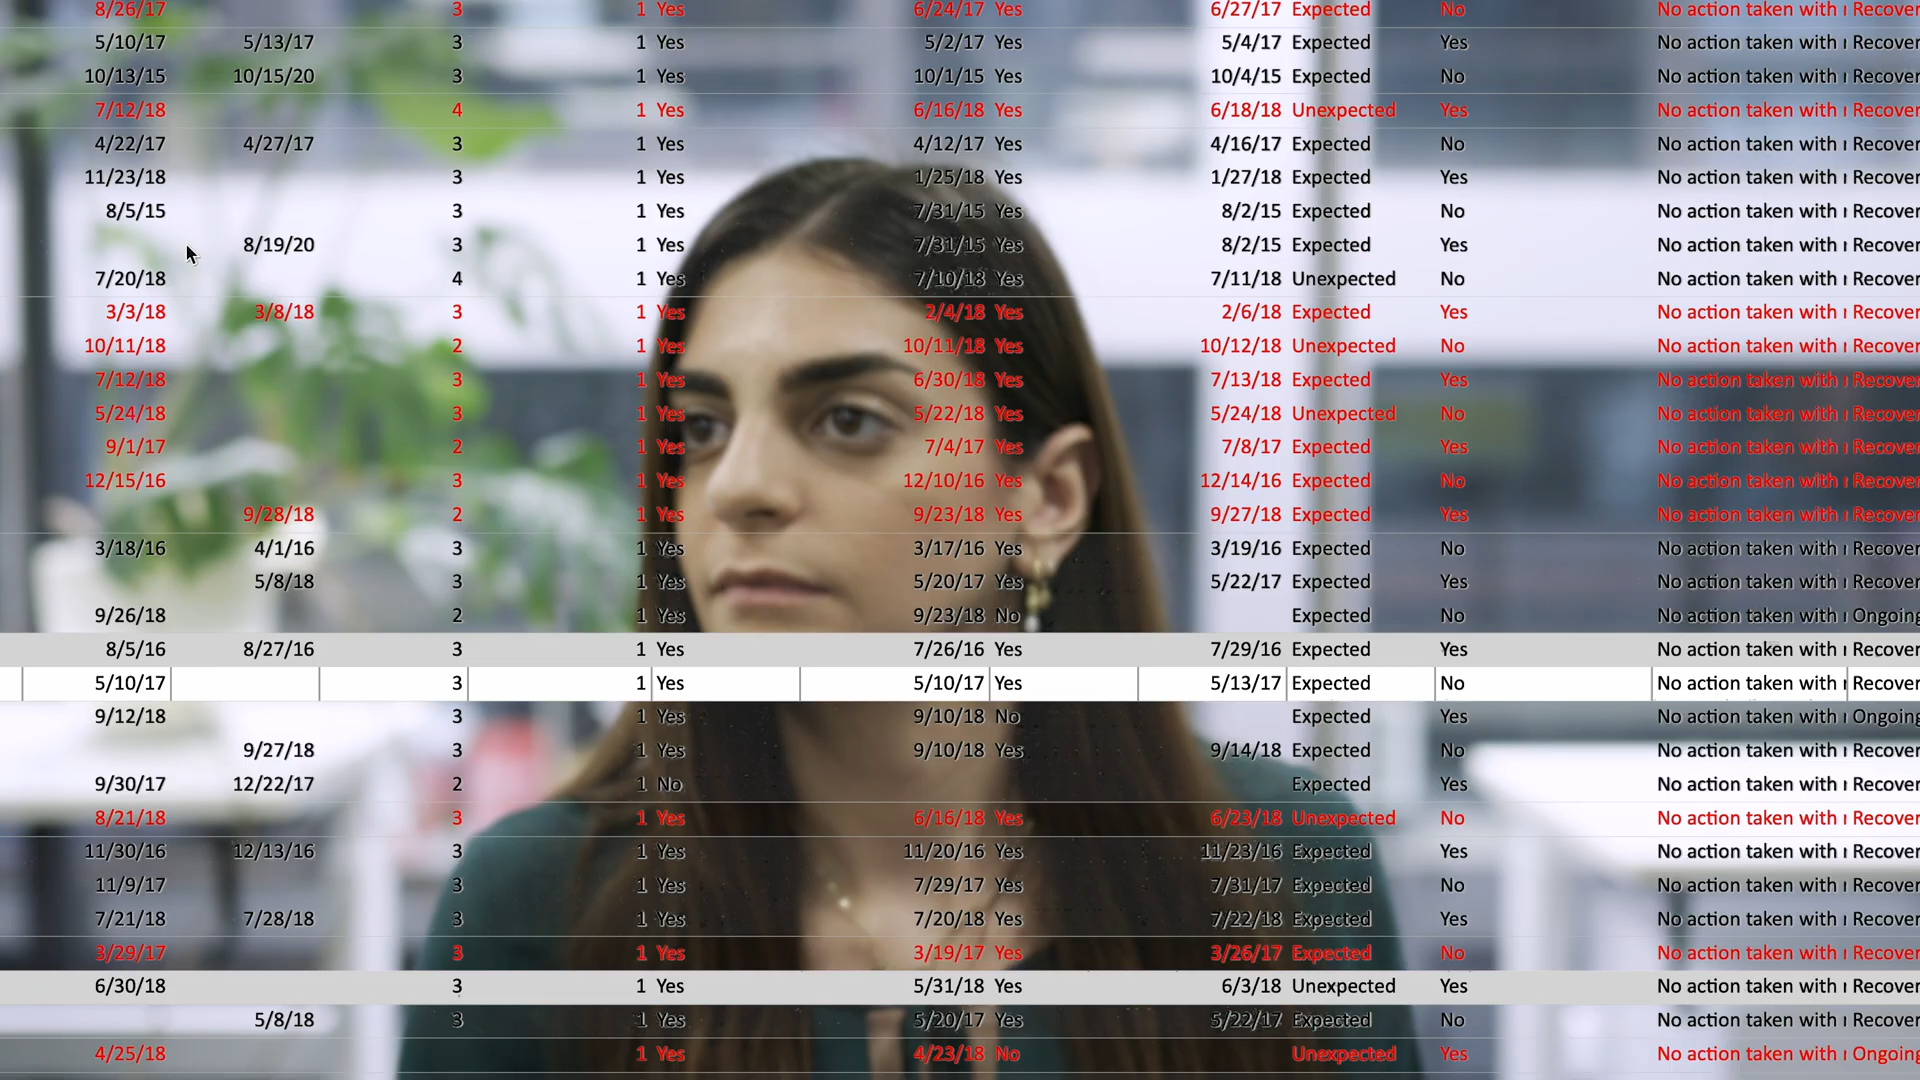 8/26/17 3 1 Yes 6/24/17 Yes 6/27/17 Expected No No action taken with Recover
5/10/17 5/13/17 3 1 Yes 5/2/17 Yes 5/4/17 Expected Yes No action taken with Recover
10/13/15 10/15/20 3 1 Yes 10/1/15 Yes 10/4/15 Expected No No action taken with Recover
7/12/18 4 1 Yes 6/16/18 Yes 6/18/18 Unexpected Yes No action taken with Recover
4/22/17 4/27/17 3 1 Yes 4/12/17 Yes 4/16/17 Expected No No action taken with Recover
11/23/18 3 1 Yes 1/25/18 Yes 1/27/18 Expected Yes No action taken with Recover
8/5/15 3 1 Yes 7/31/15 Yes 8/2/15 Expected No No action taken with Recover
8/19/20 3 1 Yes 7/31/15 Yes 8/2/15 Expected Yes No action taken with Recover
7/20/18 4 1 Yes 7/10/18 Yes 7/11/18 Unexpected No No action taken with Recover
3/3/18 3/8/18 3 1 Yes 2/4/18 Yes 2/6/18 Expected Yes No action taken with Recover
10/11/18 2 1 Yes 10/11/18 Yes 10/12/18 Unexpected No No action taken with Recover
7/12/18 3 1 Yes 6/30/18 Yes 7/13/18 Expected Yes No action taken with Recover
5/24/18 3 1 Yes 5/22/18 Yes 5/24/18 Unexpected No No action taken with Recover
9/1/17 2 1 Yes 7/4/17 Yes 7/8/17 Expected Yes No action taken with Recover
12/15/16 3 1 Yes 12/10/16 Yes 12/14/16 Expected No No action taken with Recover
9/28/18 2 1 Yes 9/23/18 Yes 9/27/18 Expected Yes No action taken with Recover
3/18/16 4/1/16 3 1 Yes 3/17/16 Yes 3/19/16 Expected No No action taken with Recover
5/8/18 3 1 Yes 5/20/17 Yes 5/22/17 Expected Yes No action taken with Recover
9/26/18 2 1 Yes 9/23/18 No Expected No No action taken with Ongoing
8/5/16 8/27/16 3 1 Yes 7/26/16 Yes 7/29/16 Expected Yes No action taken with Recover
5/10/17 3 1 Yes 5/10/17 Yes 5/13/17 Expected No No action taken with Recover
9/12/18 3 1 Yes 9/10/18 No Expected Yes No action taken with Ongoing
9/27/18 3 1 Yes 9/10/18 Yes 9/14/18 Expected No No action taken with Recover
9/30/17 12/22/17 2 1 No Expected Yes No action taken with Recover
8/21/18 3 1 Yes 6/16/18 Yes 6/23/18 Unexpected No No action taken with Recover
11/30/16 12/13/16 3 1 Yes 11/20/16 Yes 11/23/16 Expected Yes No action taken with Recover
11/9/17 3 1 Yes 7/29/17 Yes 7/31/17 Expected No No action taken with Recover
7/21/18 7/28/18 3 1 Yes 7/20/18 Yes 7/22/18 Expected Yes No action taken with Recover
3/29/17 3 1 Yes 3/19/17 Yes 3/26/17 Expected No No action taken with Recover
6/30/18 3 1 Yes 5/31/18 Yes 6/3/18 Unexpected Yes No action taken with Recover
5/8/18 3 1 Yes 5/20/17 Yes 5/22/17 Expected No No action taken with Recover
4/25/18 1 Yes 4/23/18 No Unexpected Yes No action taken with Ongoing